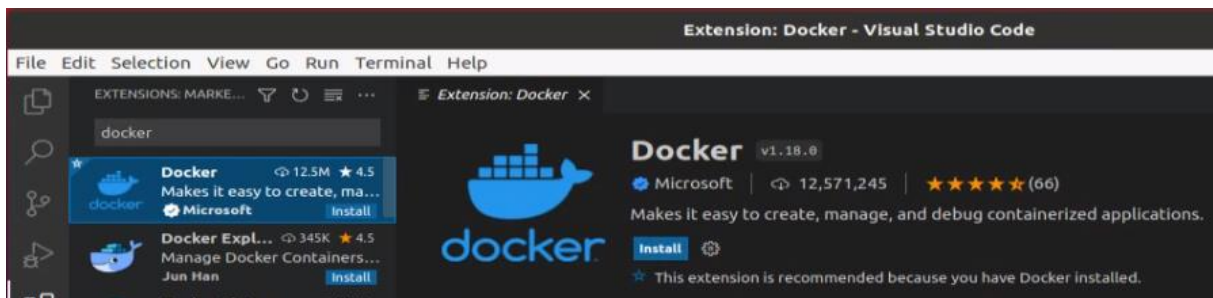 Extension: Docker - Visual Studio Code
File Edit Selection View Go Run Terminal Help
EXTENSIONS: MARKE... ···
docker
Docker 12.5M ★ 4.5
Makes it easy to create, ma...
docker Microsoft Install
Docker Expl... 345K ★ 4.5
Manage Docker Containers...
Jun Han Install
Extension: Docker ×
docker
Docker v1.18.0
Microsoft | 12,571,245 | ★★★★★ (66)
Makes it easy to create, manage, and debug containerized applications.
Install
This extension is recommended because you have Docker installed.